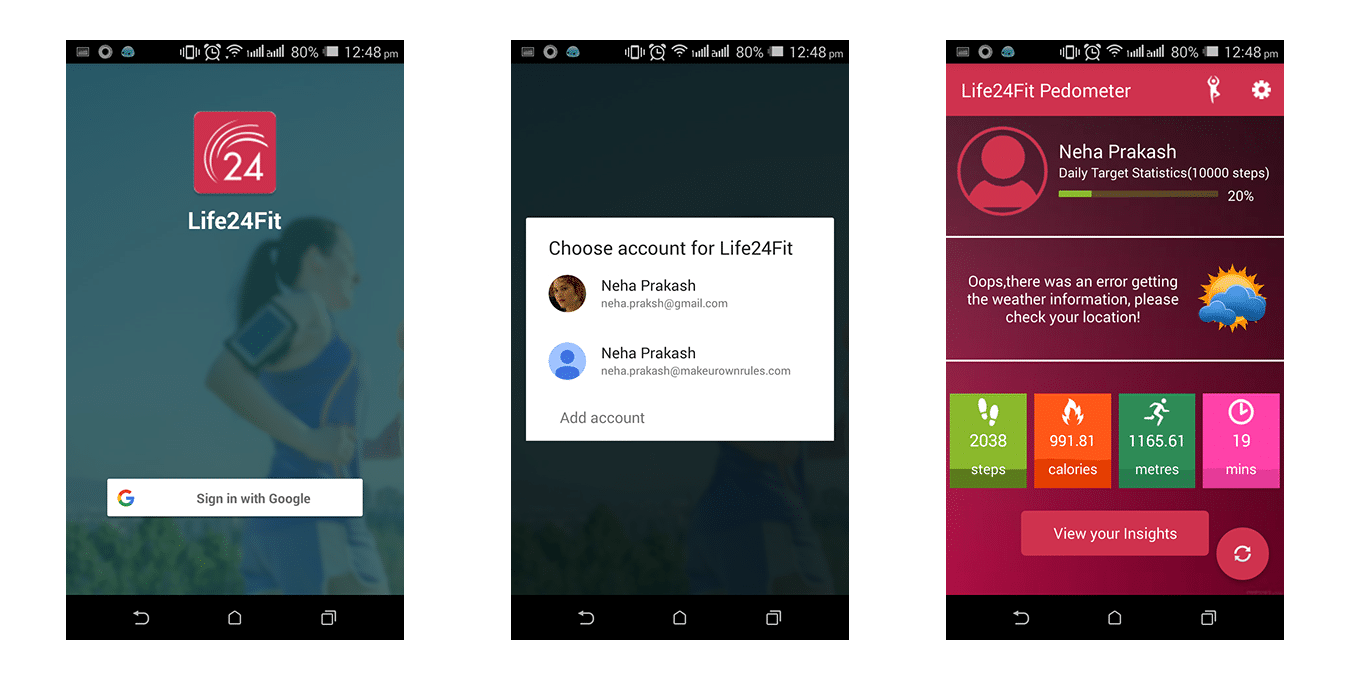 80% 12:48 pm
24
Life24Fit
Sign in with Google
80% 12:48 pm
Choose account for Life24Fit
Neha Prakash
neha.praksh@gmail.com
Neha Prakash
neha.prakash@makeurownrules.com
Add account
80% 12:48 pm
Life24Fit Pedometer
Neha Prakash
Daily Target Statistics(10000 steps)
20%
Oops,there was an error getting
the weather information, please
check your location!
2038 991.81 1165.61 19
steps calories metres mins
View your Insights